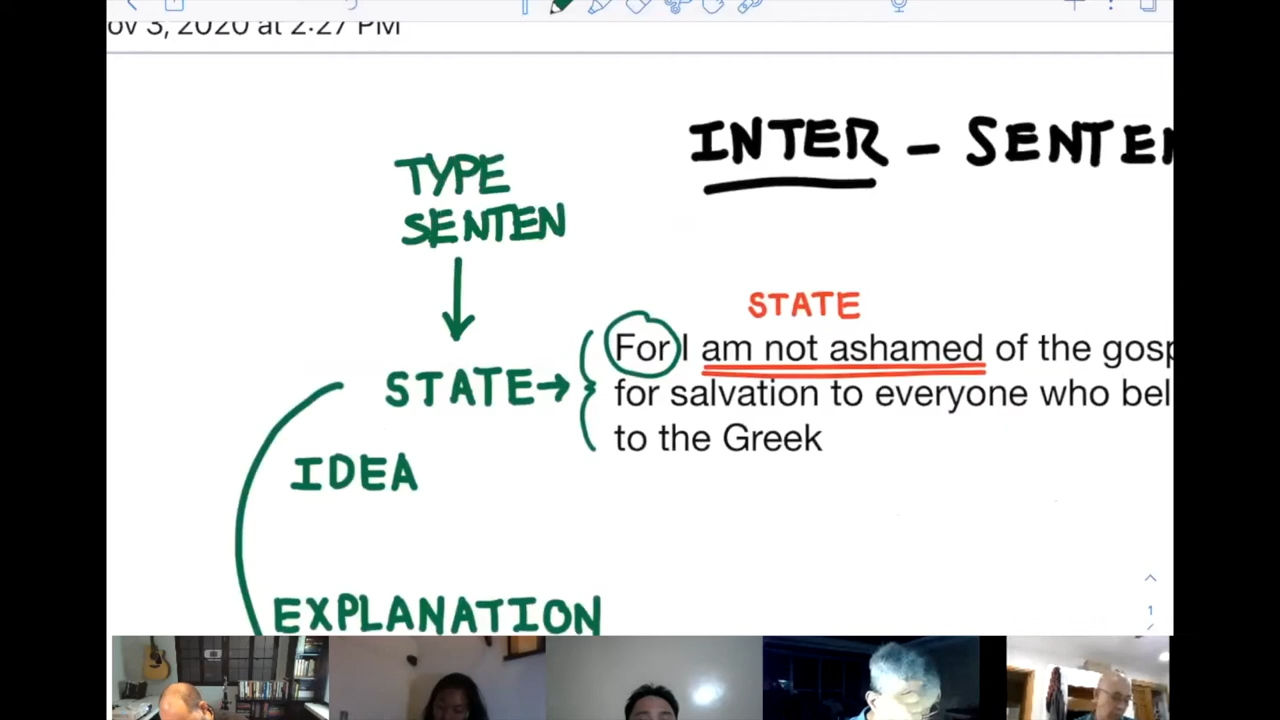 ov 3, 2020 at 2:27 PM
INTER - SENTEN
TYPE
SENTEN
STATE
For I am not ashamed of the gosp
STATE→
for salvation to everyone who bel
to the Greek
IDEA
EXPLANATION
1